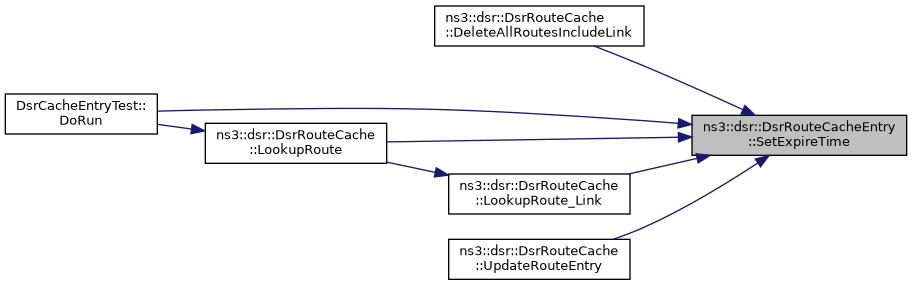 ns3::dsr::DsrRouteCache
::DeleteAllRoutesIncludeLink
DsrCacheEntryTest::
DoRun
ns3::dsr::DsrRouteCache
::LookupRoute
ns3::dsr::DsrRouteCacheEntry
::SetExpireTime
ns3::dsr::DsrRouteCache
::LookupRoute_Link
ns3::dsr::DsrRouteCache
::UpdateRouteEntry